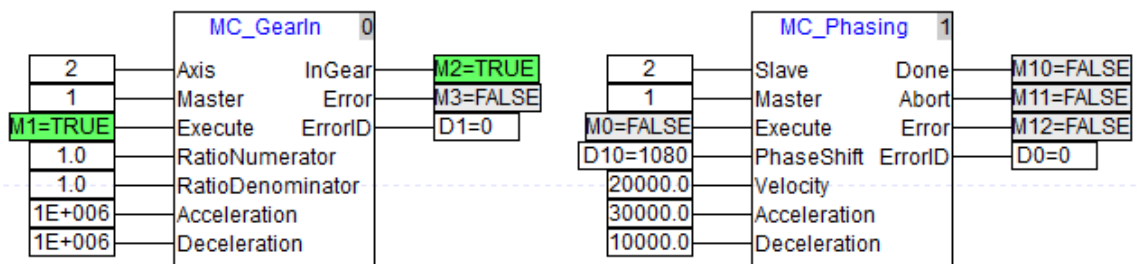 MC_GearIn 0 MC_Phasing 1
2 Axis InGear M2=TRUE 2 Slave Done M10=FALSE
1 Master Error M3=FALSE 1 Master Abort M11=FALSE
M1=TRUE Execute ErrorID D1=0 M0=FALSE Execute Error M12=FALSE
1.0 RatioNumerator D10=1080 PhaseShift ErrorID D0=0
1.0 RatioDenominator 20000.0 Velocity
1E+006 Acceleration 30000.0 Acceleration
1E+006 Deceleration 10000.0 Deceleration